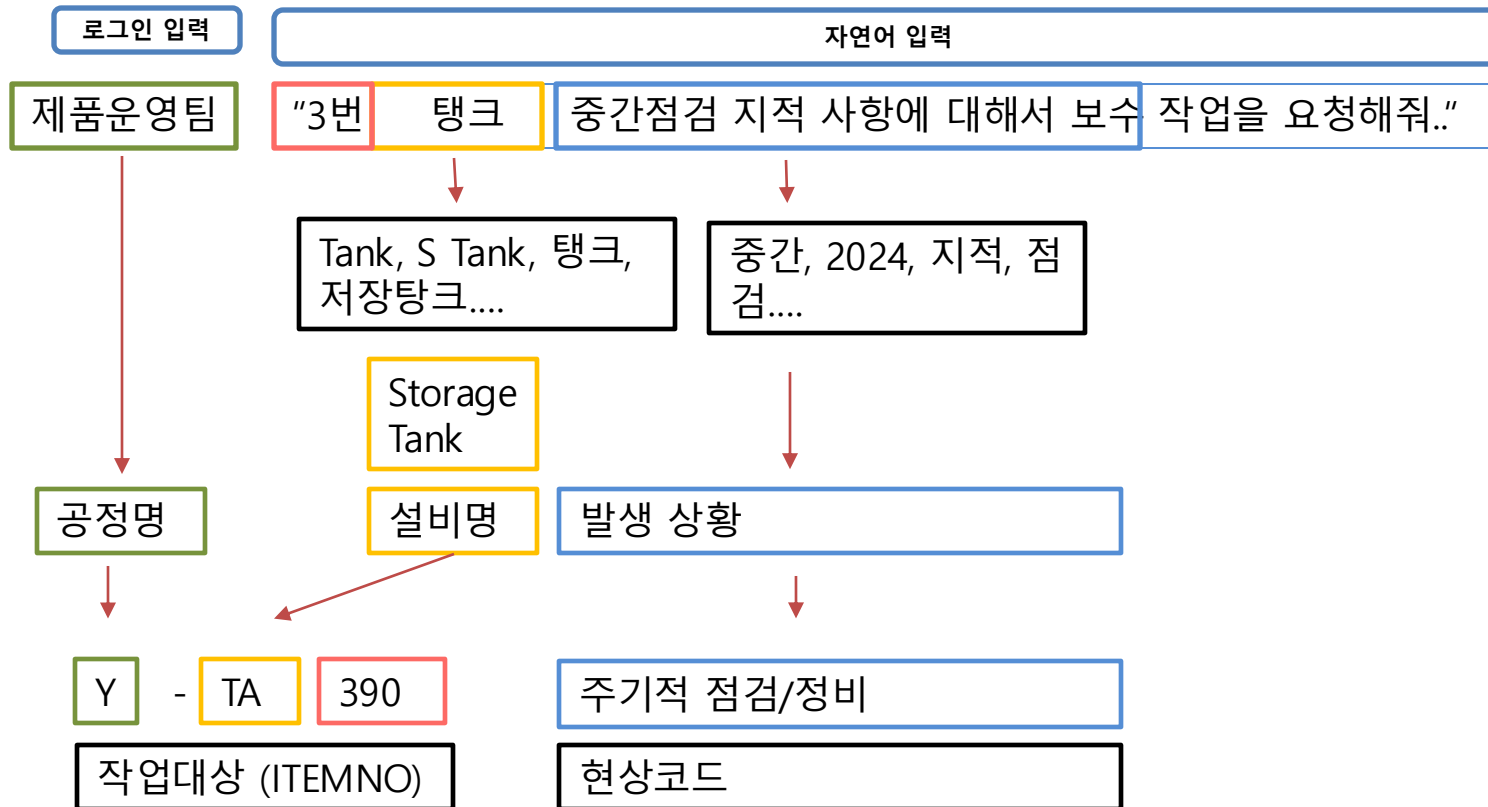 로그인 입력
자연어 입력
제품운영팀
"3번 탱크 중간점검 지적 사항에 대해서 보수 작업을 요청해줘.."
Tank, S Tank, 탱크,
저장탕크....
중간, 2024, 지적, 점
검....
Storage
Tank
공정명
설비명
발생 상황
Y - TA 390
주기적 점검/정비
작업대상 (ITEMNO)
현상코드